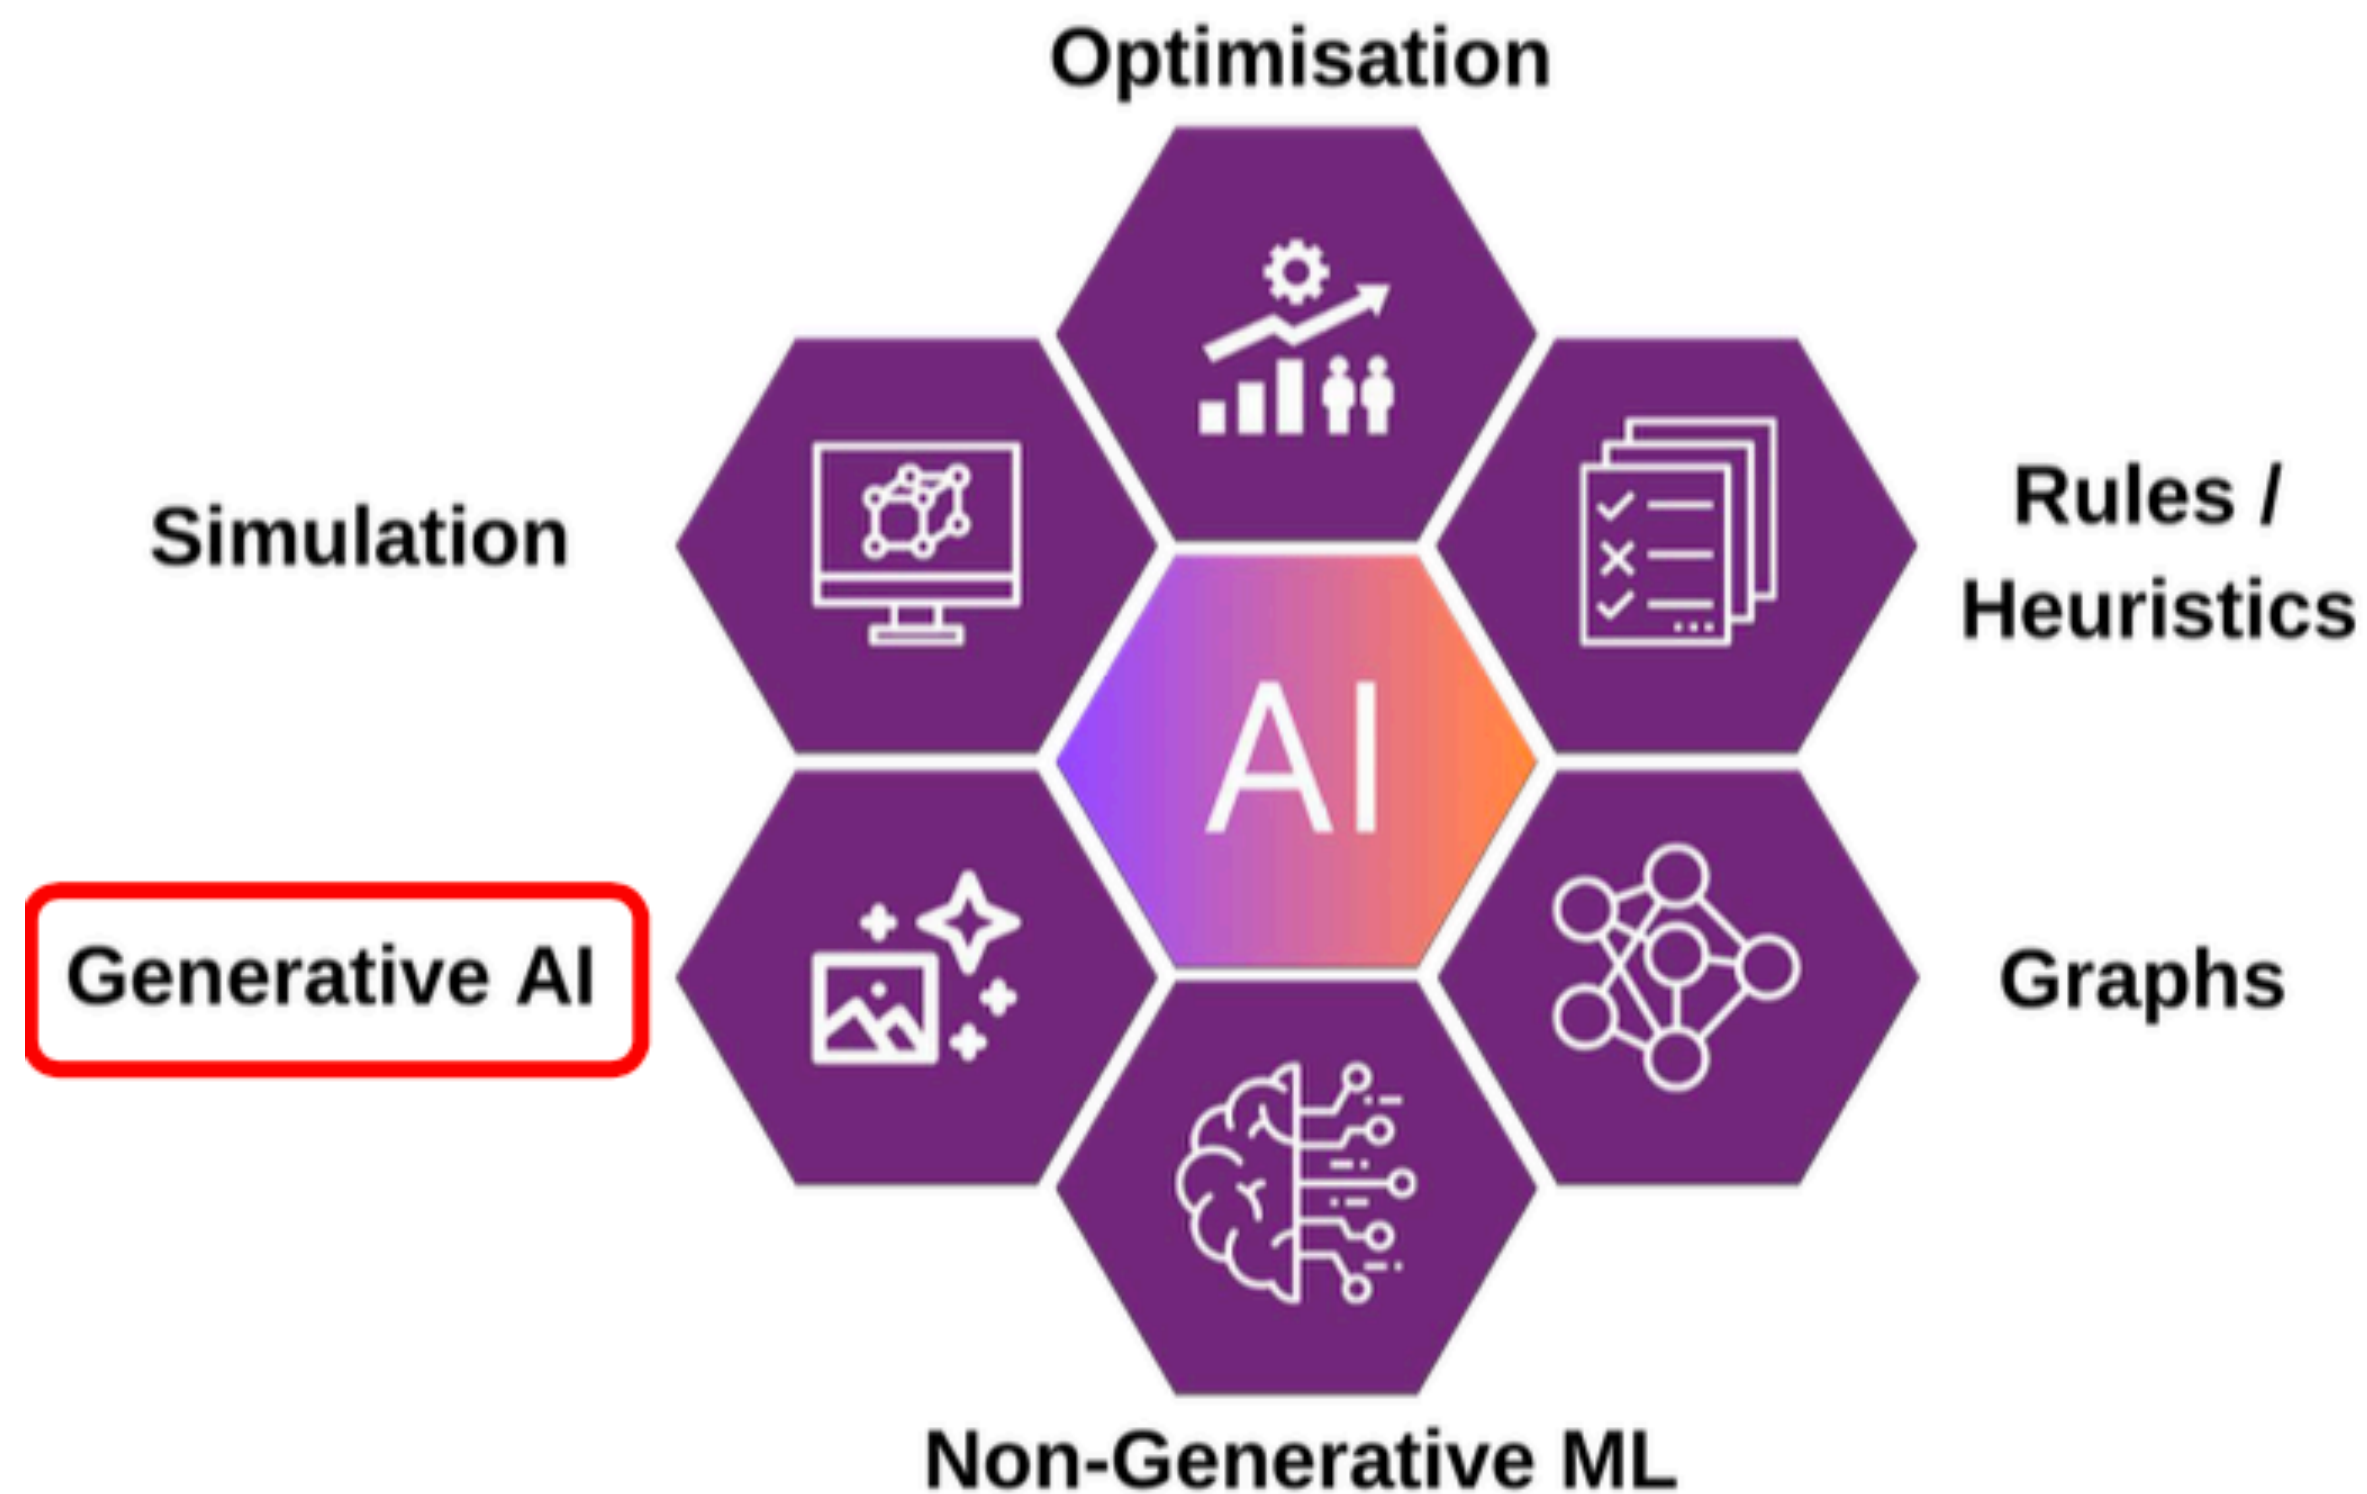 Optimisation
Simulation
Rules /
Heuristics
AI
Generative AI
Graphs
Non-Generative ML